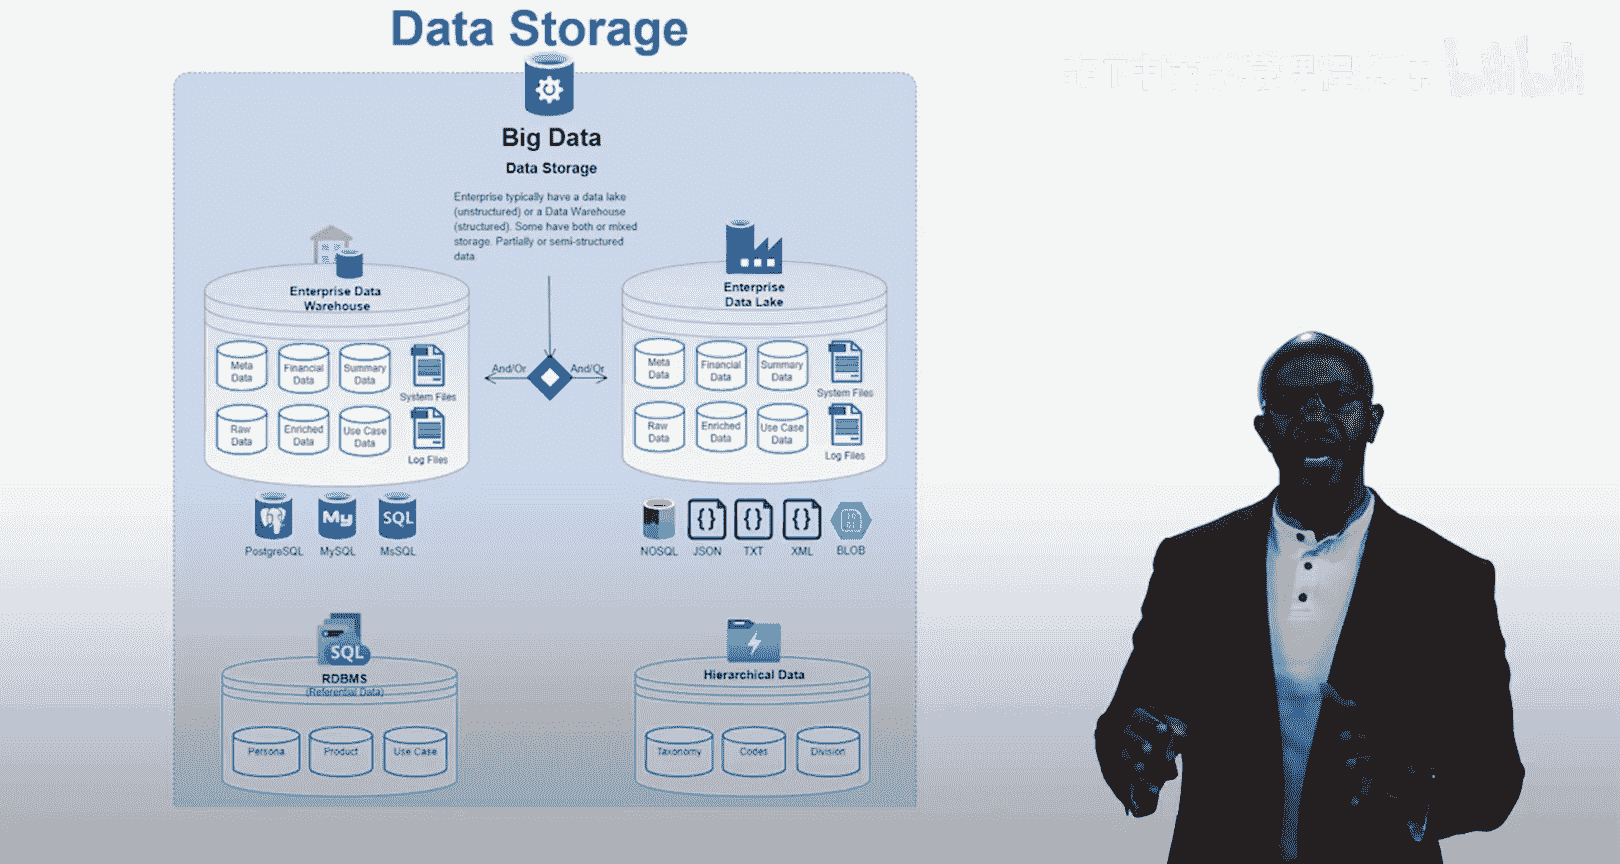 Data Storage
Big Data
Data Storage
Enterprise typically have a data lake
(unstructured) or a Data Warehouse
(structured). Some have both or mixed
storage. Partially or semi-structured
data.
Enterprise Data
Warehouse
Meta
Data
Financial
Data
Summary
Data
System Files
Raw
Data
Enriched
Data
Use Case
Data
Log Files
And/Or
And/Or
Enterprise
Data Lake
Meta
Data
Financial
Data
Summary
Data
System Files
Raw
Data
Enriched
Data
Use Case
Data
Log Files
My
SQL
PostgreSQL
MySQL
MsSQL
{}
{}
{}
NOSQL
JSON
TXT
XML
BLOB
SQL
RDBMS
(Referential Data)
Persona
Product
Use Case
Hierarchical Data
Taxonomy
Codes
Division
bilibili